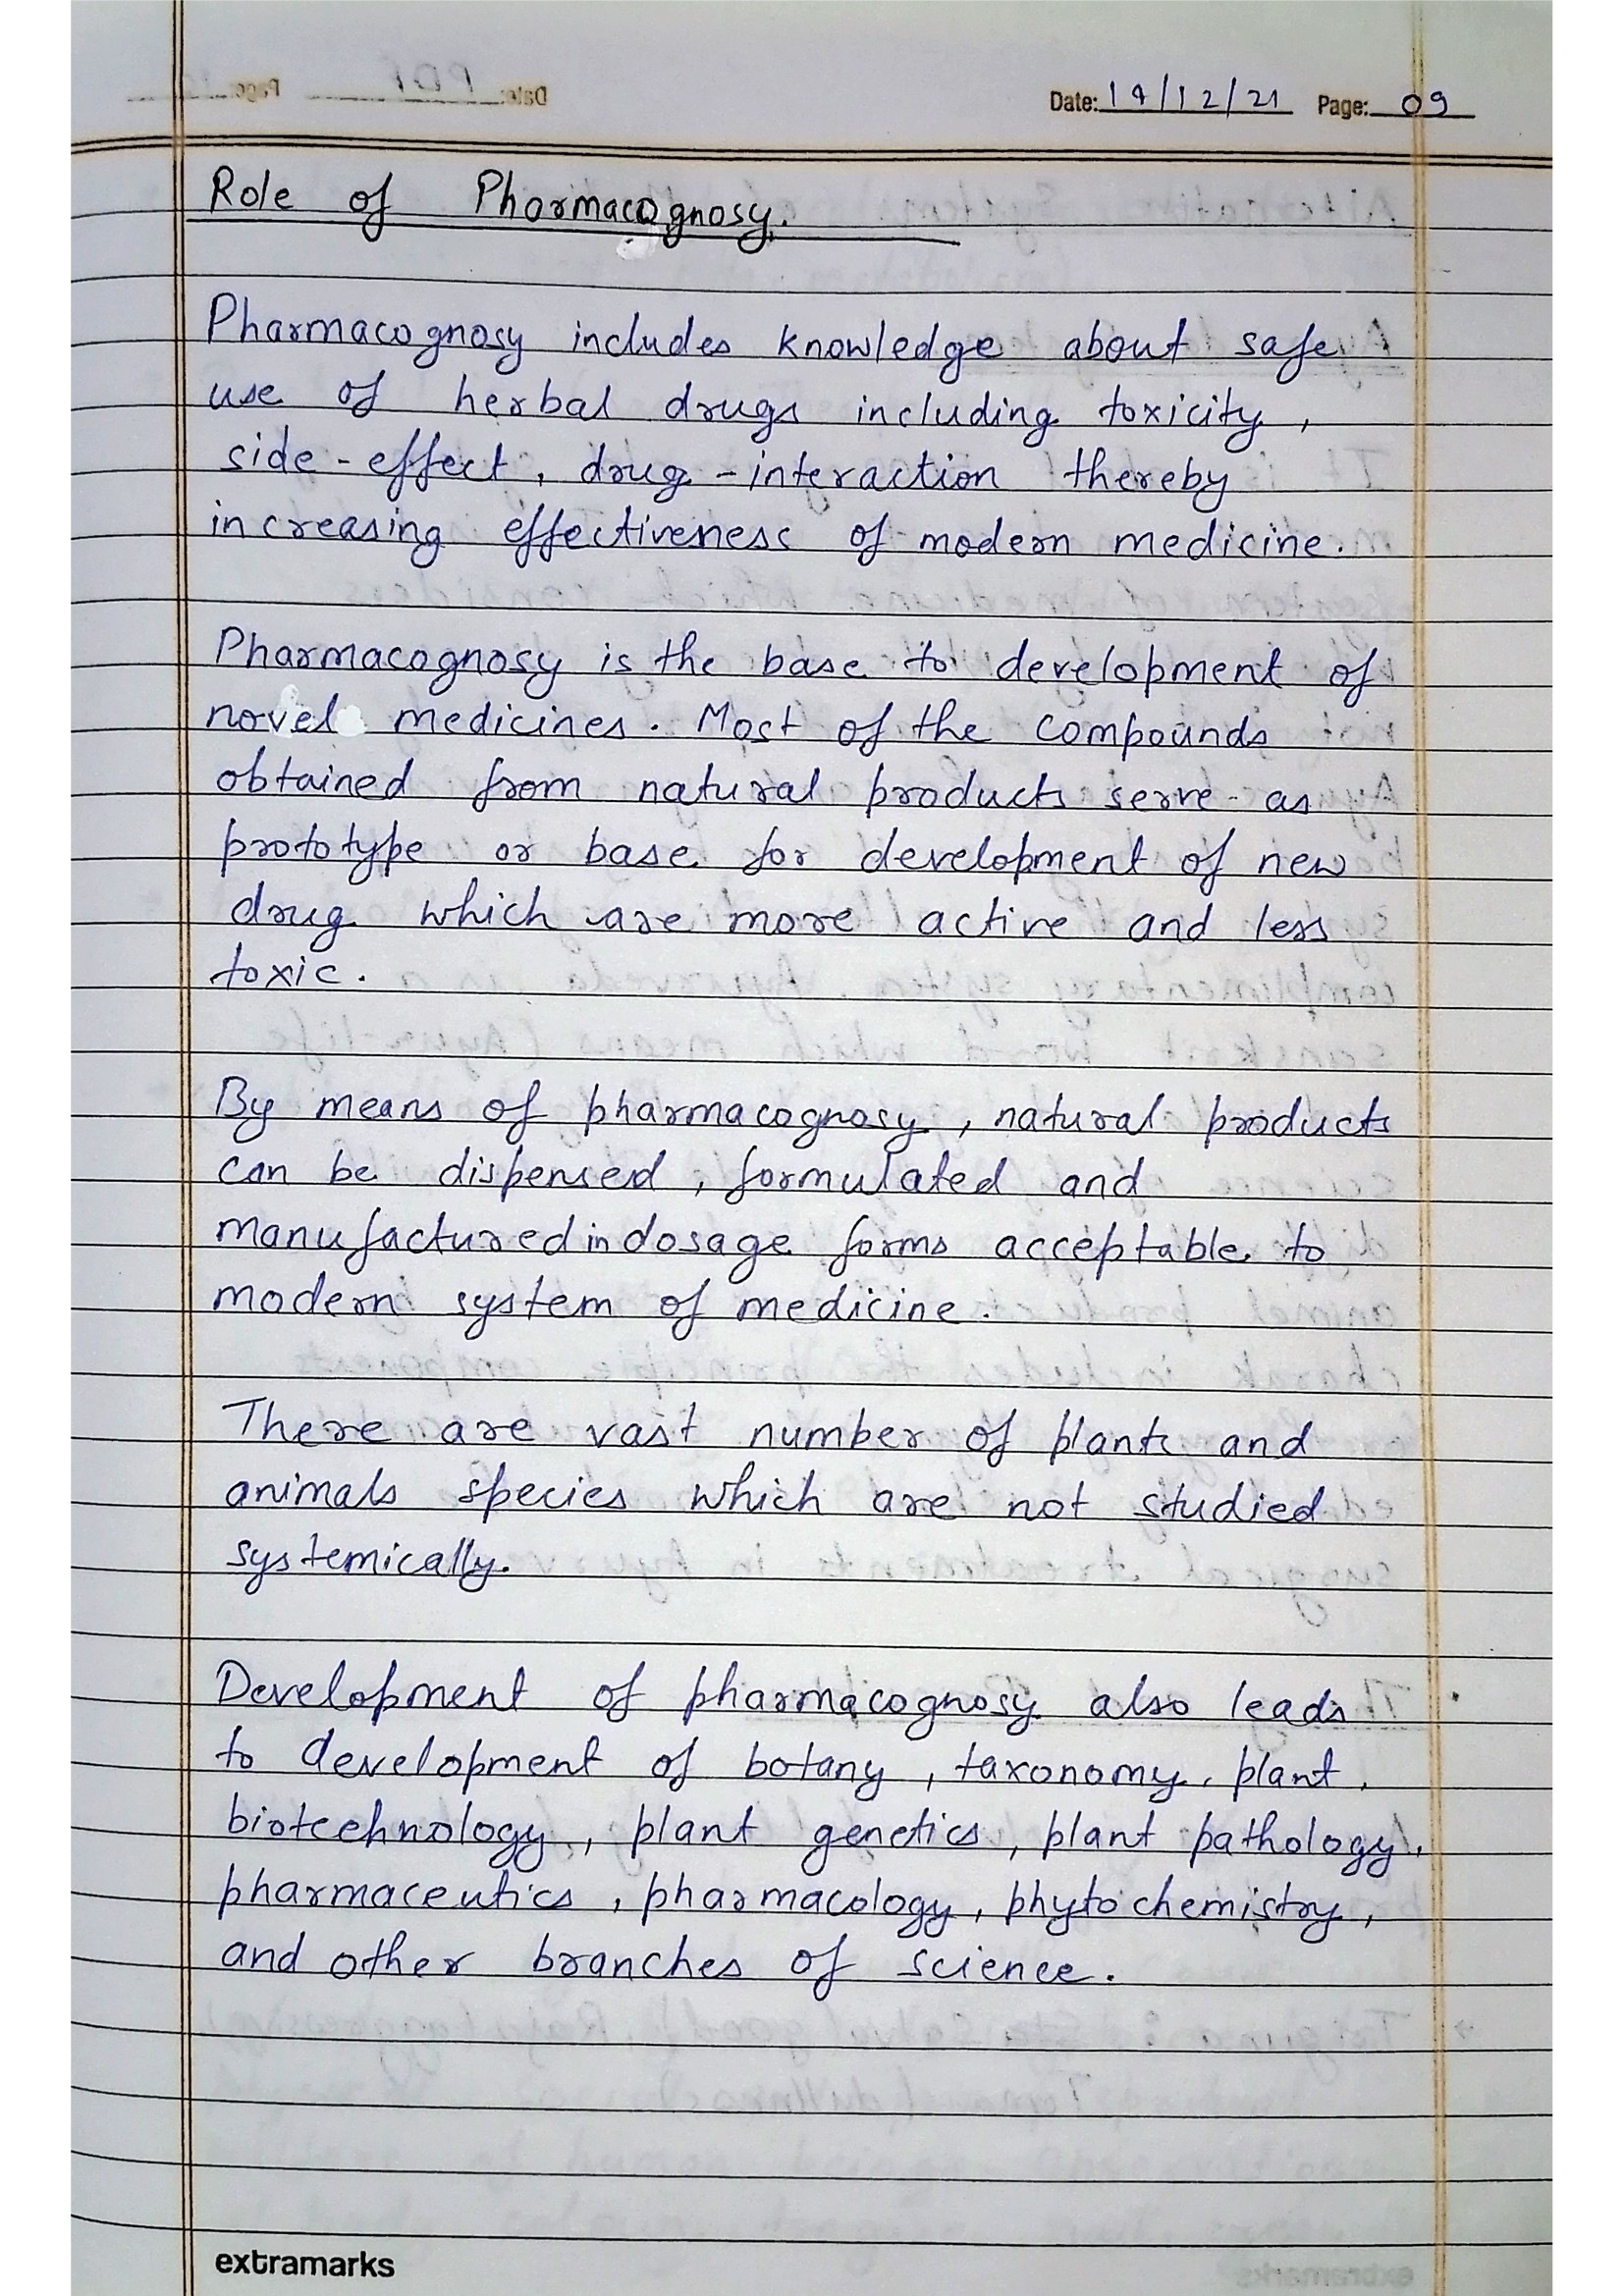 Date: 14/12/21 Page: 09
Role of Pharmacognosy.
Pharmacognosy includes knowledge about safe
use of herbal drugs including toxicity,
side-effect, drug-interaction thereby
increasing effectiveness of modern medicine.
Pharmacognosy is the base to development of
novel medicines. Most of the compounds
obtained from natural products serve as
prototype or base for development of new
drug which are more active and less
toxic.
By means of pharmacognosy, natural products
can be dispensed, formulated and
manufactured in dosage forms acceptable to
modern system of medicine.
There are vast number of plants and
animals species which are not studied
systemically.
Development of pharmacognosy also leads
to development of botany, taxonomy, plant
biotechnology, plant genetics, plant pathology,
pharmaceutics, pharmacology, phytochemistry,
and other branches of science.
extramarks